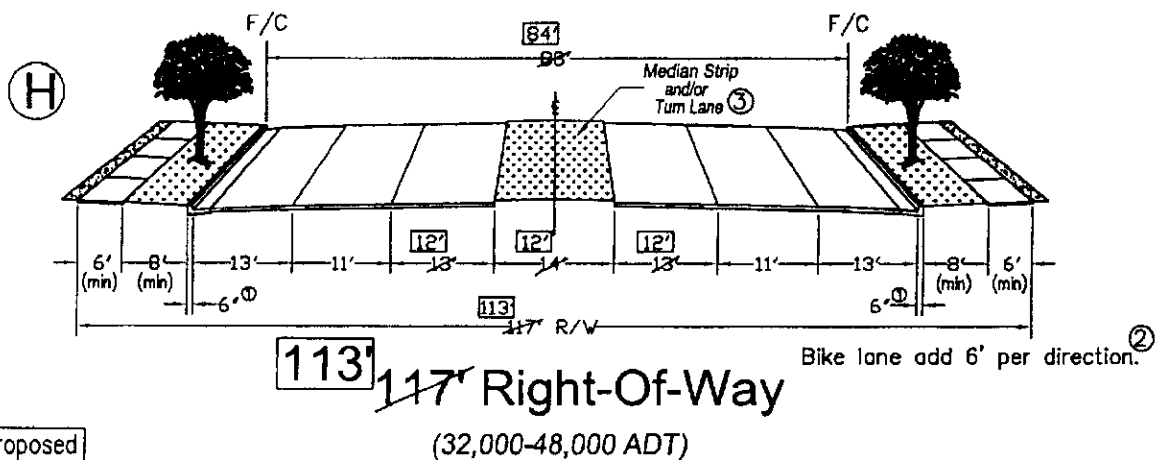 F/C
F/C
84'
88'
H
Median Strip
and/or
Turn Lane ③
℄
12' 12' 12'
6' 8' 13' 11' 13' 14' 13' 11' 13' 8' 6'
(min) (min) (min) (min)
6" ① 6" ①
113'
117' R/W
Bike lane add 6' per direction. ②
113' 117' Right-Of-Way
(32,000-48,000 ADT)
roposed